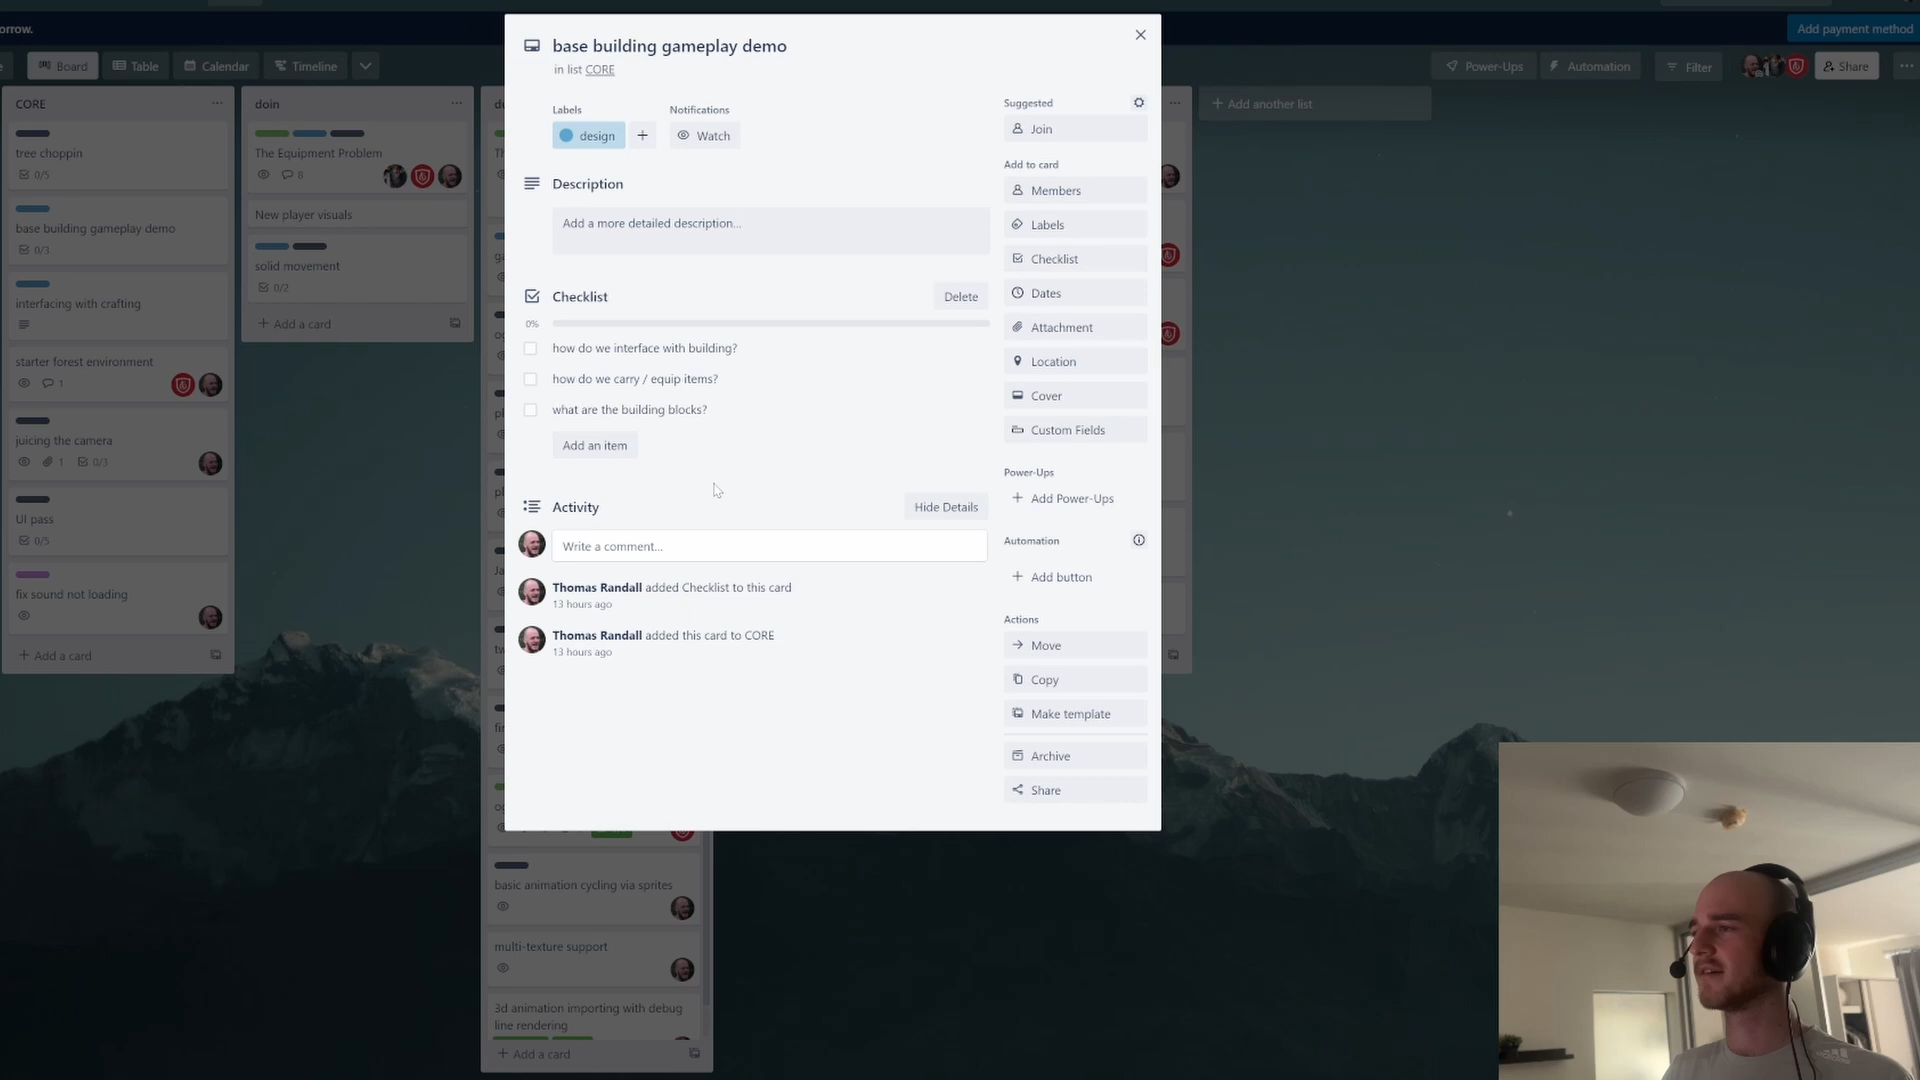 orrow.
Add payment method
Board
Table
Calendar
Timeline
Power-Ups
Automation
Filter
Share
CORE
tree choppin
0/5
base building gameplay demo
0/3
interfacing with crafting
starter forest environment
1
juicing the camera
1
0/3
UI pass
0/5
fix sound not loading
+ Add a card
doin
The Equipment Problem
8
New player visuals
solid movement
0/2
+ Add a card
basic animation cycling via sprites
multi-texture support
3d animation importing with debug
line rendering
+ Add a card
+ Add another list
base building gameplay demo
in list CORE
Labels
design
+
Notifications
Watch
Description
Add a more detailed description...
Checklist
Delete
0%
how do we interface with building?
how do we carry / equip items?
what are the building blocks?
Add an item
Activity
Hide Details
Write a comment...
Thomas Randall added Checklist to this card
13 hours ago
Thomas Randall added this card to CORE
13 hours ago
Suggested
Join
Add to card
Members
Labels
Checklist
Dates
Attachment
Location
Cover
Custom Fields
Power-Ups
+ Add Power-Ups
Automation
+ Add button
Actions
Move
Copy
Make template
Archive
Share